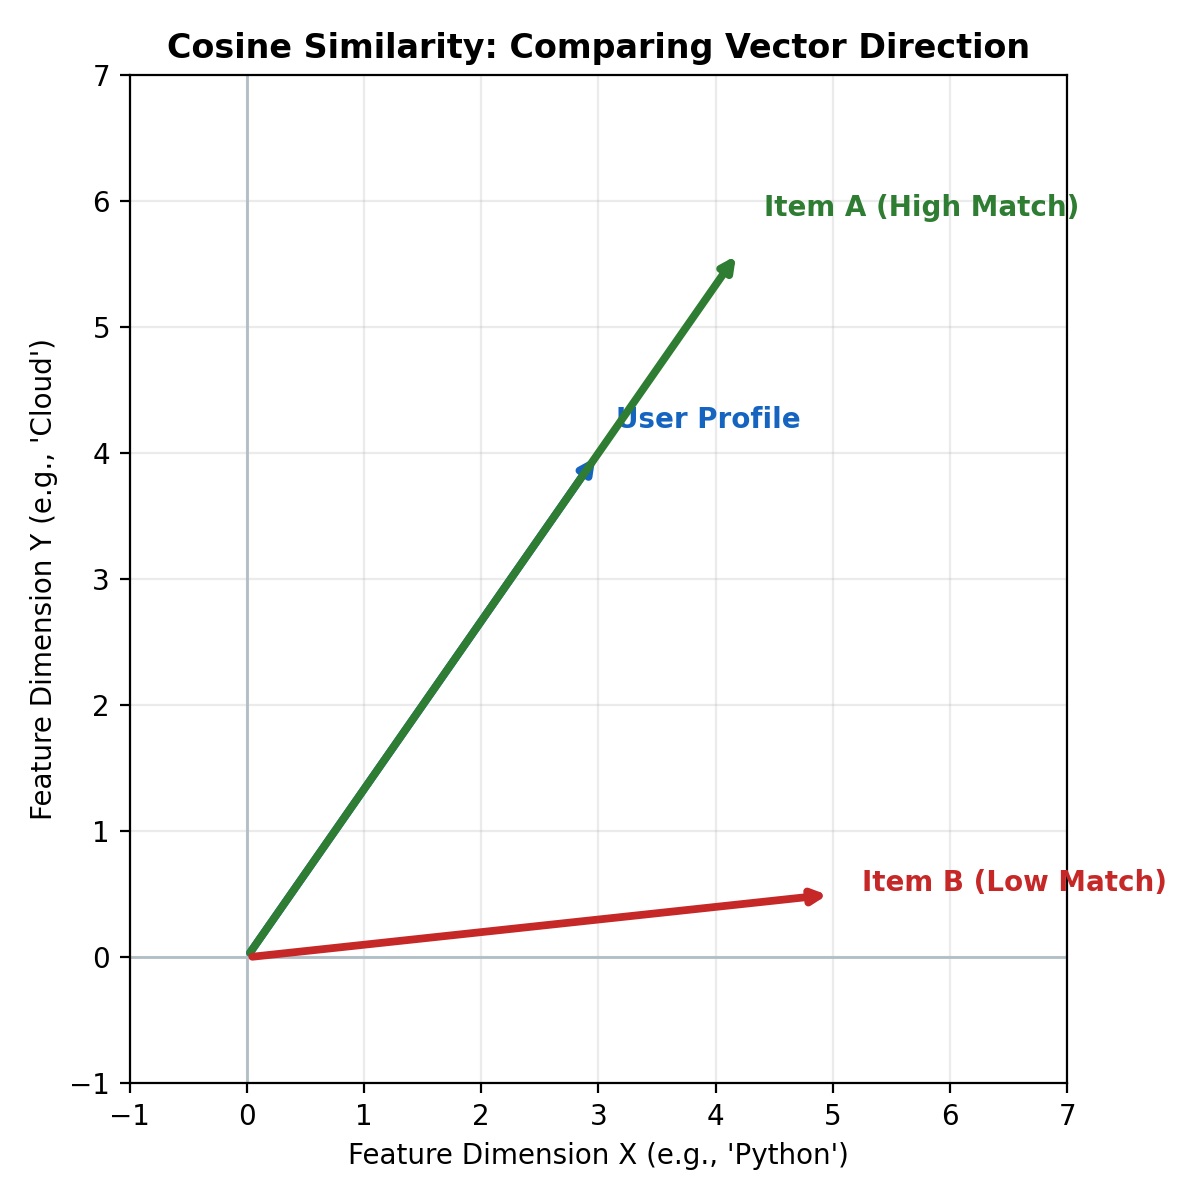 Cosine Similarity: Comparing Vector Direction
7
6
5
4
3
2
1
0
−1
Feature Dimension Y (e.g., 'Cloud')
Item A (High Match)
User Profile
Item B (Low Match)
−1 0 1 2 3 4 5 6 7
Feature Dimension X (e.g., 'Python')